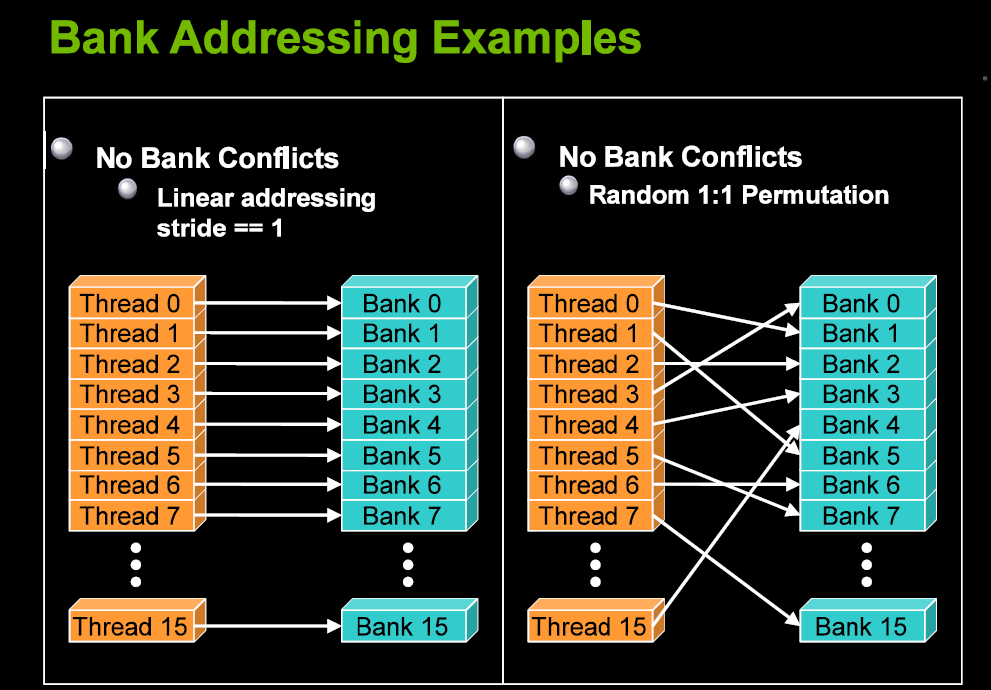 Bank Addressing Examples
No Bank Conflicts
Linear addressing
stride == 1
Thread 0
Bank 0
Thread 1
Bank 1
Thread 2
Bank 2
Thread 3
Bank 3
Thread 4
Bank 4
Thread 5
Bank 5
Thread 6
Bank 6
Thread 7
Bank 7
Thread 15
Bank 15
No Bank Conflicts
Random 1:1 Permutation
Thread 0
Bank 0
Thread 1
Bank 1
Thread 2
Bank 2
Thread 3
Bank 3
Thread 4
Bank 4
Thread 5
Bank 5
Thread 6
Bank 6
Thread 7
Bank 7
Thread 15
Bank 15